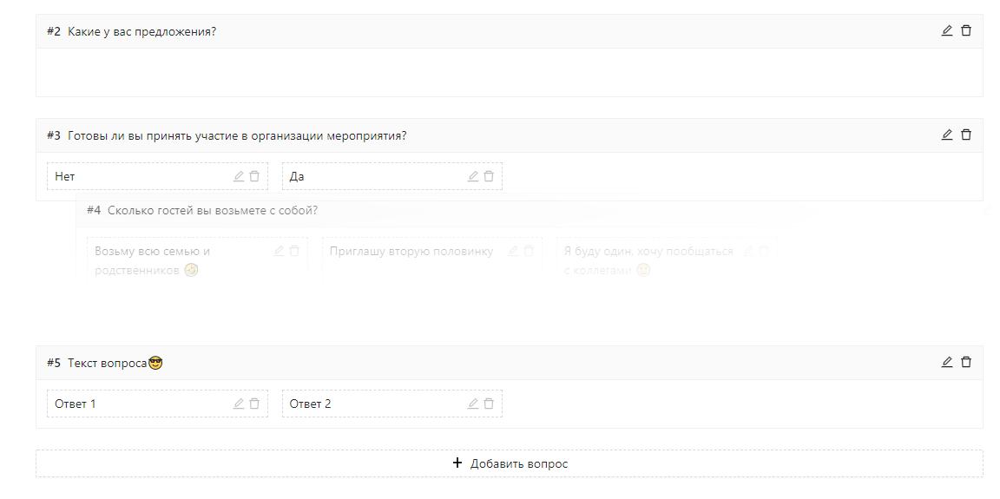 #2 Какие у вас предложения?
#3 Готовы ли вы принять участие в организации мероприятия?
Нет
Да
#4 Сколько гостей вы возьмете с собой?
Возьму всю семью и
родственников 🤣
Приглашу вторую половинку
Я буду один, хочу пообщаться
с коллегами 🙂
#5 Текст вопроса😎
Ответ 1
Ответ 2
+ Добавить вопрос